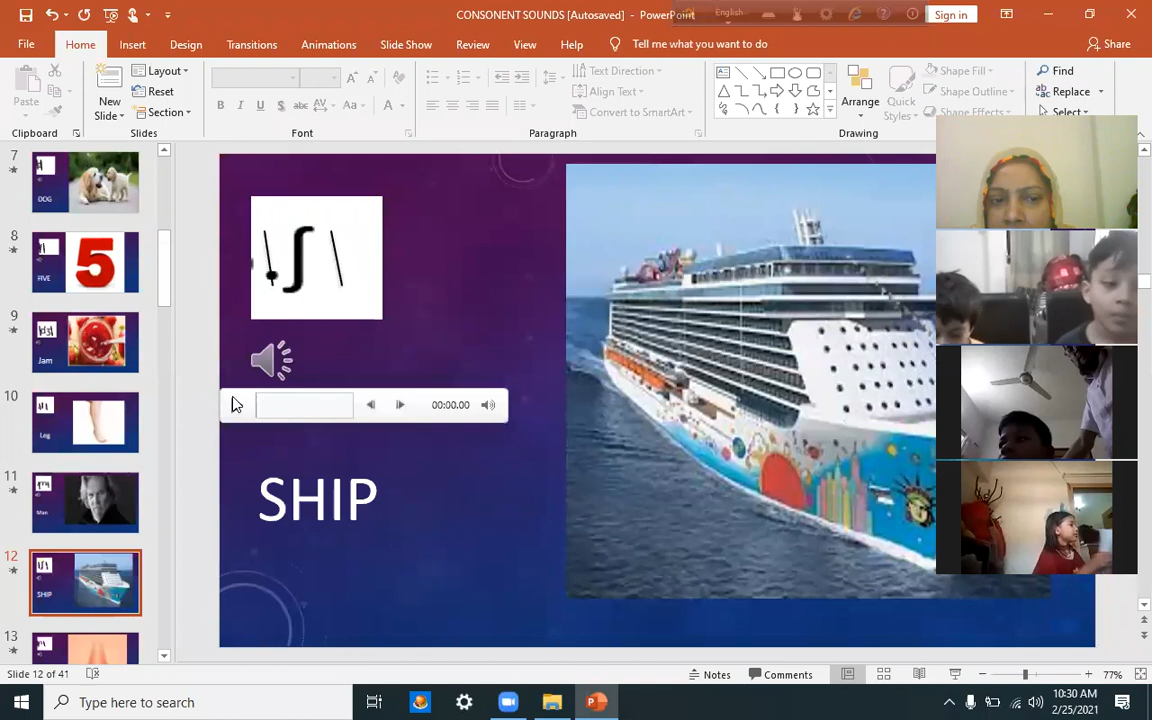 CONSONENT SOUNDS [Autosaved] - PowerPoint
English
Sign in
File Home Insert Design Transitions Animations Slide Show Review View Help Tell me what you want to do Share
Paste
New Slide
Layout
Reset
Section
B I U S abc AV Aa A
Text Direction
Align Text
Convert to SmartArt
Arrange
Quick Styles
Shape Fill
Shape Outline
Shape Effects
Find
Replace
Select
Clipboard Slides Font Paragraph Drawing
7
DOG
8
FIVE
5
9
Jam
10
Leg
11
Man
12
SHIP
13
\ʃ\
00:00.00
SHIP
Slide 12 of 41
Notes
Comments
77%
Type here to search
10:30 AM
2/25/2021